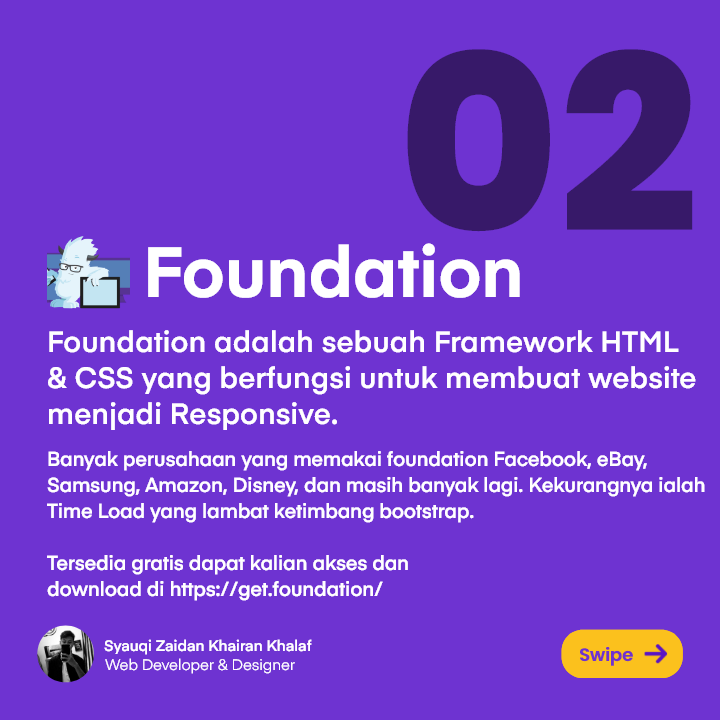 02
Foundation
Foundation adalah sebuah Framework HTML
& CSS yang berfungsi untuk membuat website
menjadi Responsive.
Banyak perusahaan yang memakai foundation Facebook, eBay,
Samsung, Amazon, Disney, dan masih banyak lagi. Kekurangnya ialah
Time Load yang lambat ketimbang bootstrap.
Tersedia gratis dapat kalian akses dan
download di https://get.foundation/
Syauqi Zaidan Khairan Khalaf
Web Developer & Designer
Swipe